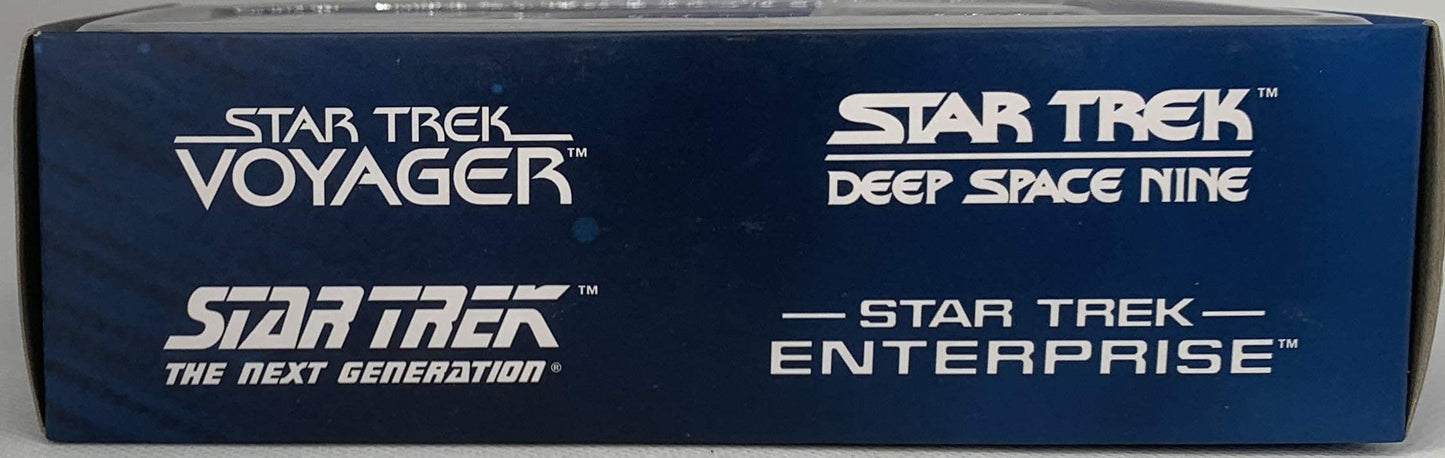 STAR TREK
VOYAGER™
STAR TREK™
DEEP SPACE NINE
STAR TREK™
THE NEXT GENERATION®
STAR TREK
ENTERPRISE™